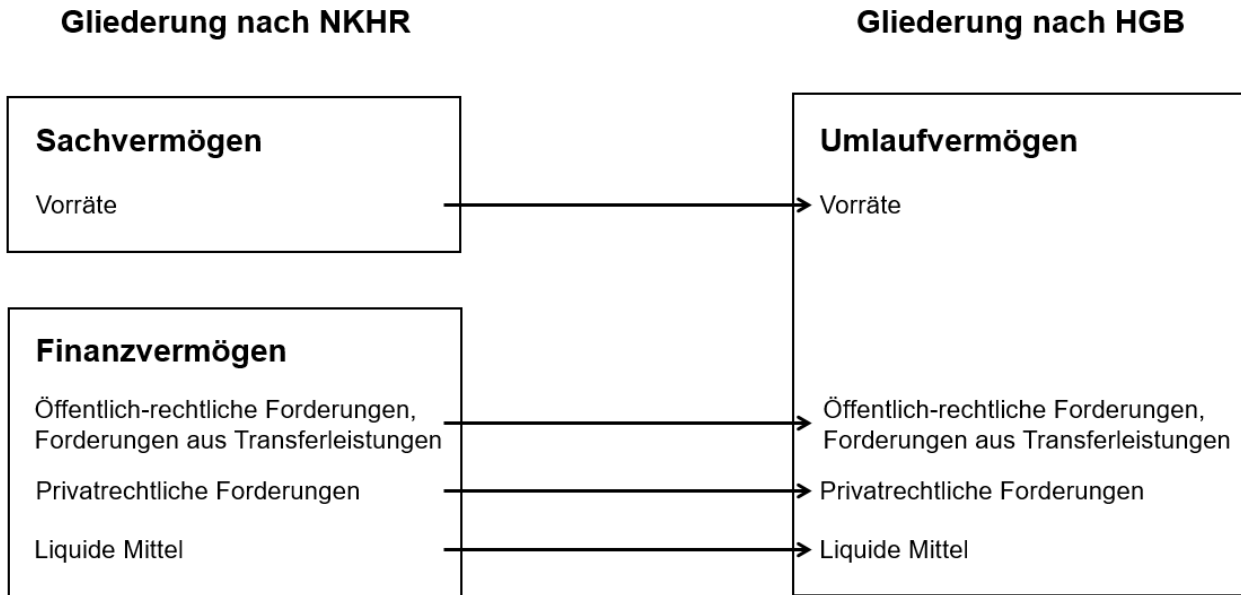 Gliederung nach NKHR
Gliederung nach HGB
Sachvermögen
Vorräte
Umlaufvermögen
Vorräte
Finanzvermögen
Öffentlich-rechtliche Forderungen,
Forderungen aus Transferleistungen
Privatrechtliche Forderungen
Liquide Mittel
Öffentlich-rechtliche Forderungen,
Forderungen aus Transferleistungen
Privatrechtliche Forderungen
Liquide Mittel